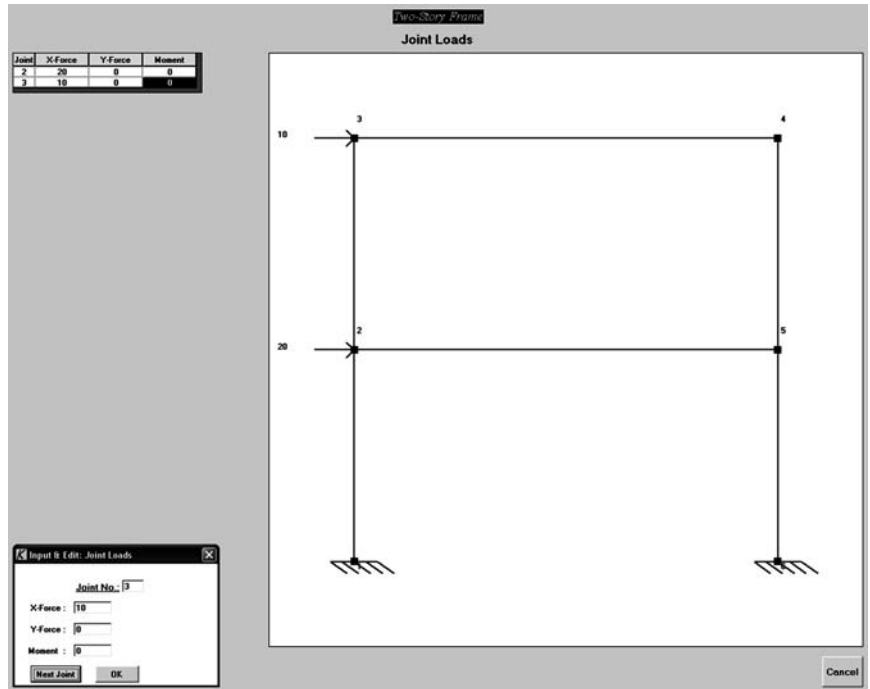 Two-Story Frame
Joint Loads
Joint X-Force Y-Force Moment
2 20 0 0
3 10 0 0
3 4
10
2 5
20
Input & Edit: Joint Loads
Joint No.: 3
X-Force : 10
Y-Force : 0
Moment : 0
Next Joint OK
Cancel